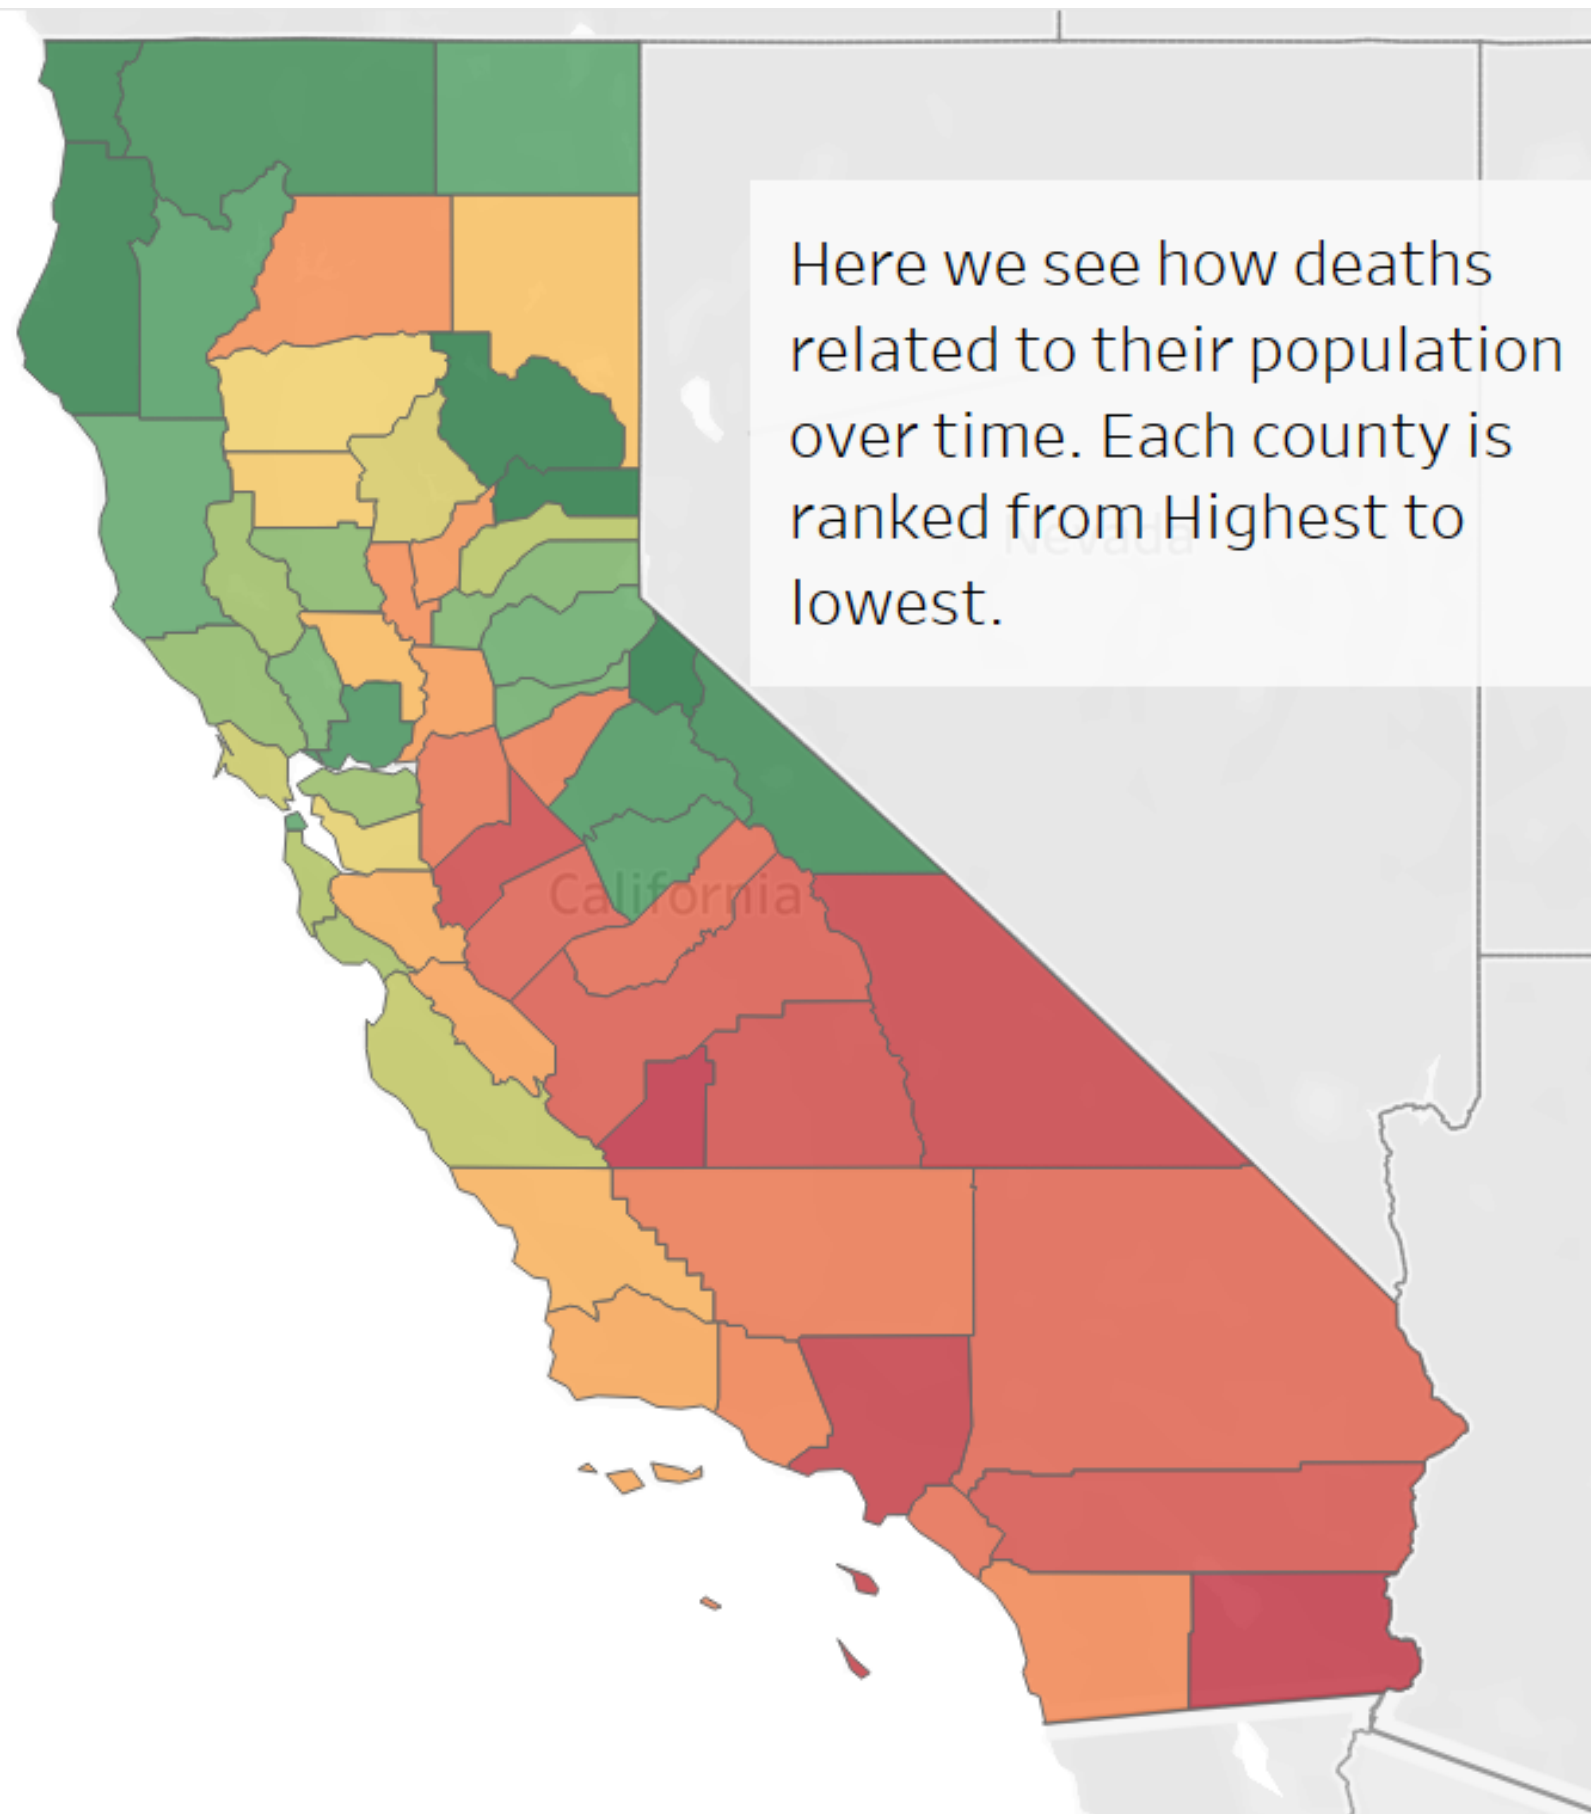 Here we see how deaths
related to their population
over time. Each county is
ranked from Highest to
Nevada
lowest.
California